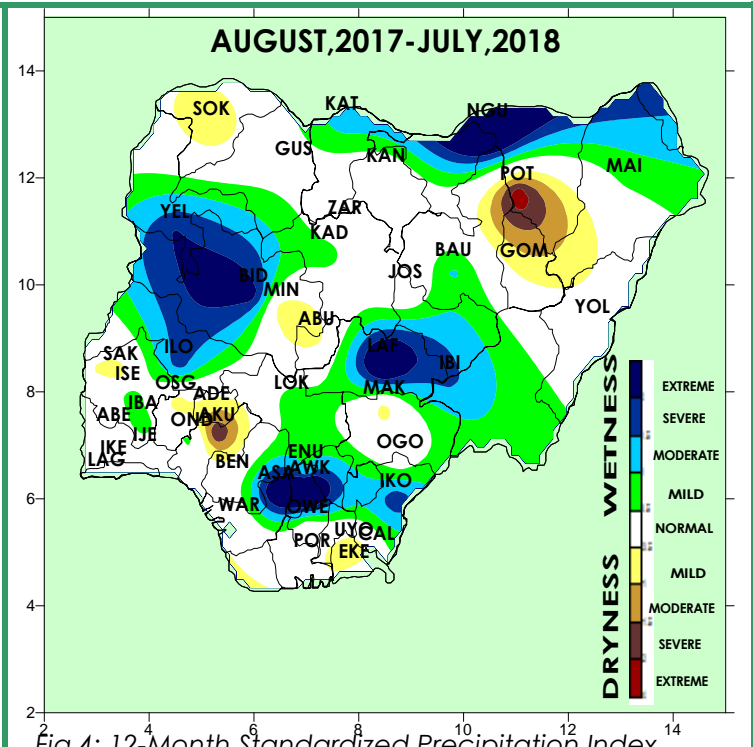 AUGUST,2017-JULY,2018
14
12
10
8
6
4
2
2 4 6 8 10 12 14
SOK
KAT
NGU
GUS
KAN
MAI
POT
YEL
ZAR
KAD
BAU
GOM
JOS
BID
MIN
YOL
ABU
ILO
LAF
SAK
ISE
IBI
OSG
LOK
MAK
ADE
IBA
ABE
OND
AKU
IJE
OGO
IKE
LAG
BEN
ENU
AWK
ASA
IKO
WAR
OWE
UYO
CAL
POR
EKE
WETNESS
DRYNESS
EXTREME
SEVERE
MODERATE
MILD
NORMAL
MILD
MODERATE
SEVERE
EXTREME
Fig 4: 12-Month Standardized Precipitation Index